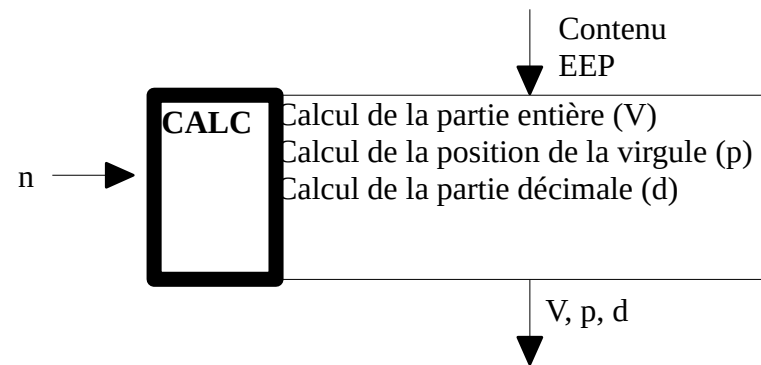 Contenu
EEP
CALC
Calcul de la partie entière (V)
Calcul de la position de la virgule (p)
Calcul de la partie décimale (d)
n
V, p, d